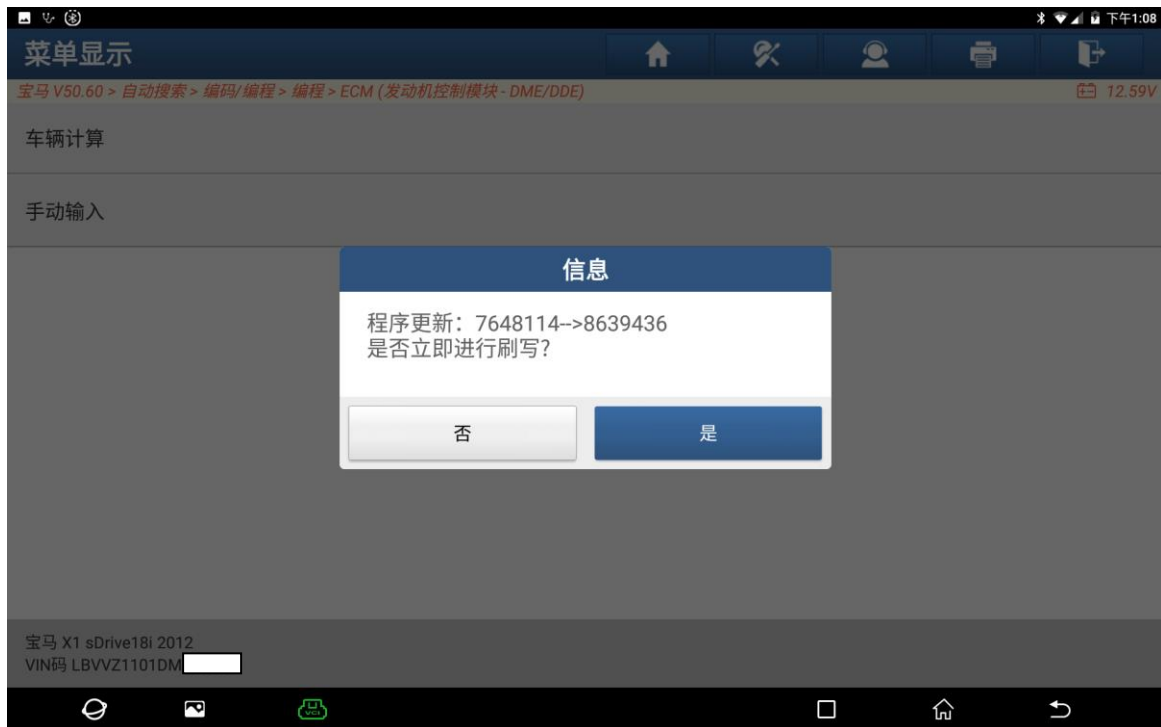 下午1:08
菜单显示
宝马 V50.60 > 自动搜索 > 编码/编程 > 编程 > ECM (发动机控制模块 - DME/DDE)
12.59V
车辆计算
手动输入
信息
程序更新：7648114-->8639436
是否立即进行刷写?
否
是
宝马 X1 sDrive18i 2012
VIN码 LBVVZ1101DM
VCI